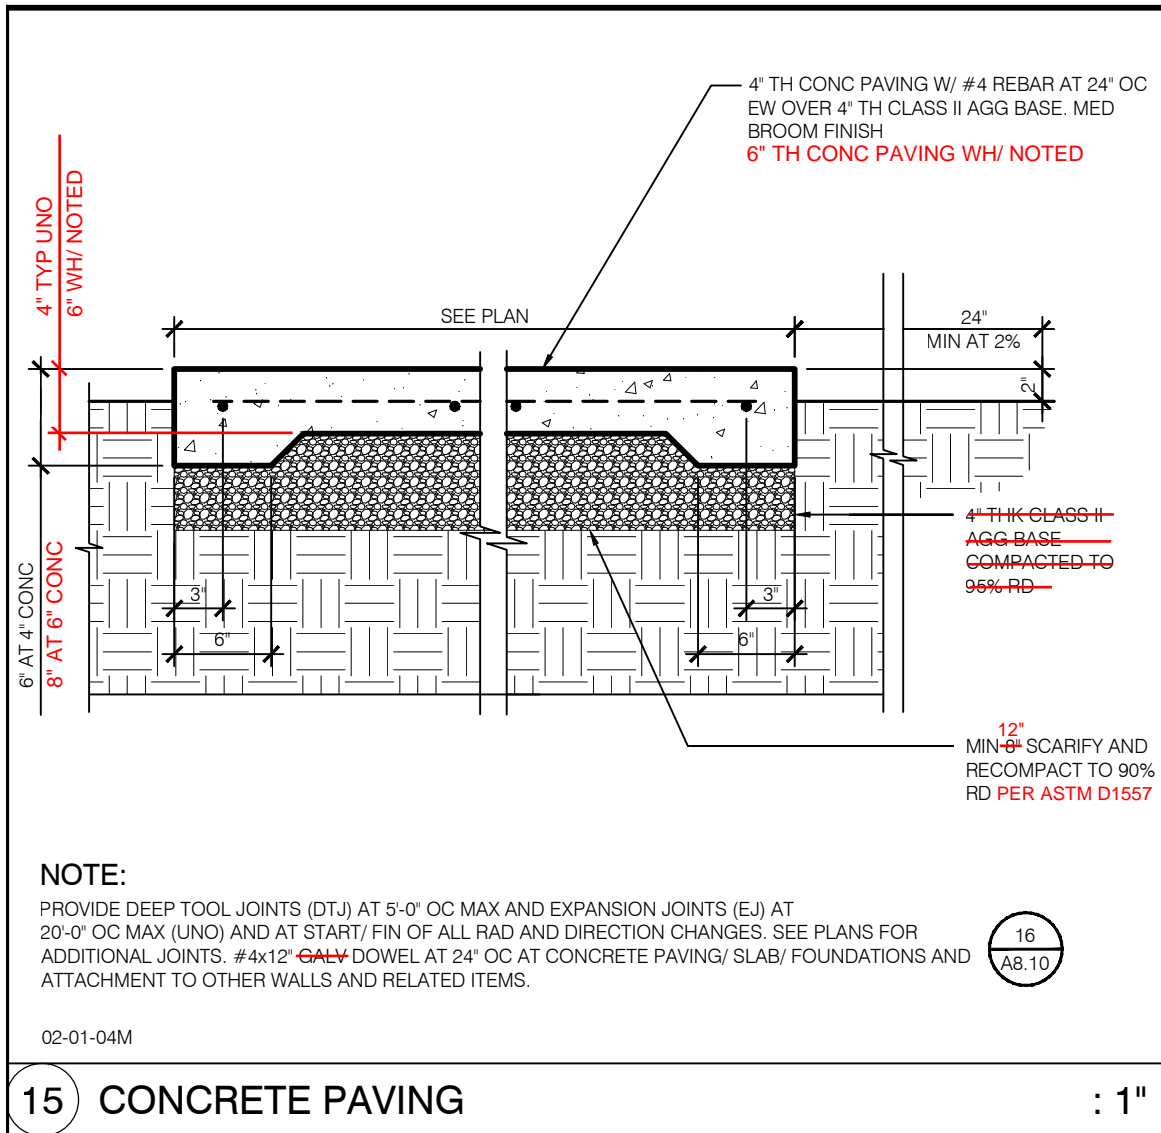 4" TH CONC PAVING W/ #4 REBAR AT 24" OC
EW OVER 4" TH CLASS II AGG BASE. MED
BROOM FINISH
6" TH CONC PAVING WH/ NOTED
4" TYP UNO
6" WH/ NOTED
SEE PLAN
24"
MIN AT 2%
2"
4" THK CLASS II
AGG BASE
COMPACTED TO
95% RD
6" AT 4" CONC
8" AT 6" CONC
3"
6"
3"
6"
12"
MIN 8" SCARIFY AND
RECOMPACT TO 90%
RD PER ASTM D1557
NOTE:
PROVIDE DEEP TOOL JOINTS (DTJ) AT 5'-0" OC MAX AND EXPANSION JOINTS (EJ) AT
20'-0" OC MAX (UNO) AND AT START/ FIN OF ALL RAD AND DIRECTION CHANGES. SEE PLANS FOR
ADDITIONAL JOINTS. #4x12" GALV DOWEL AT 24" OC AT CONCRETE PAVING/ SLAB/ FOUNDATIONS AND
ATTACHMENT TO OTHER WALLS AND RELATED ITEMS.
16
A8.10
02-01-04M
15 CONCRETE PAVING : 1"